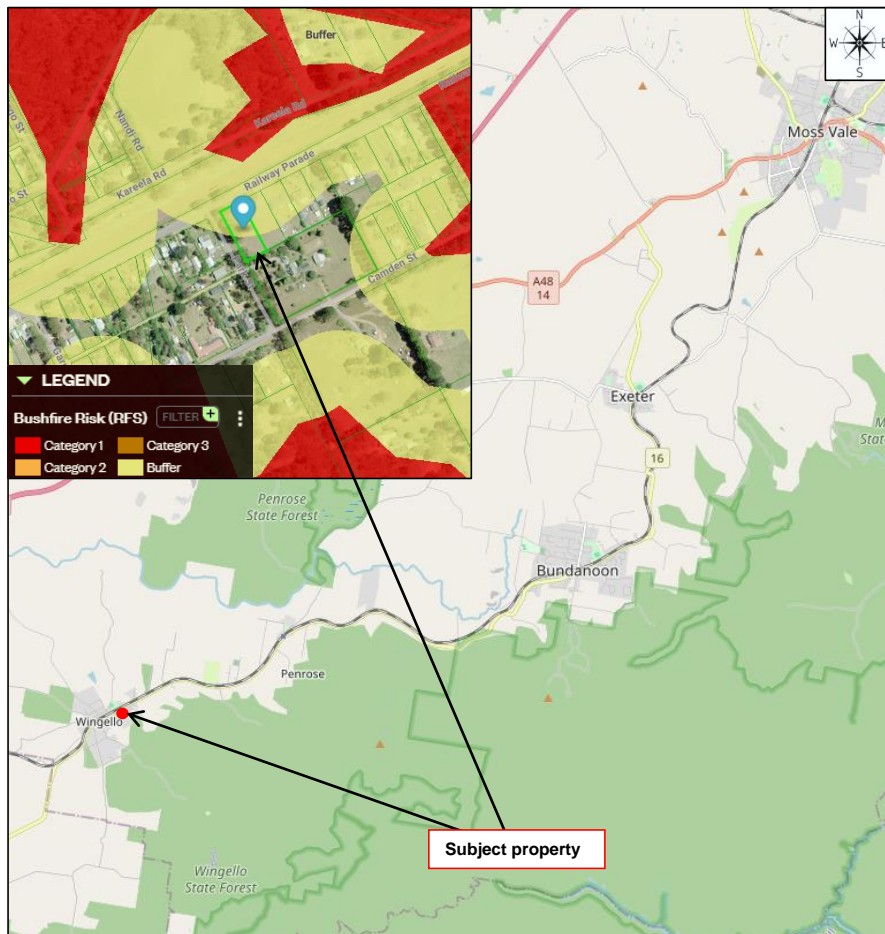 Buffer
Nandi Rd
Kareela Rd
Kareela Rd
Railway Parade
Camden St
LEGEND
Bushfire Risk (RFS)
FILTER +
Category 1
Category 3
Category 2
Buffer
N
W
E
S
Moss Vale
A48
14
Exeter
16
Penrose
State Forest
Bundanoon
Penrose
Wingello
Subject property
Wingello
State Forest